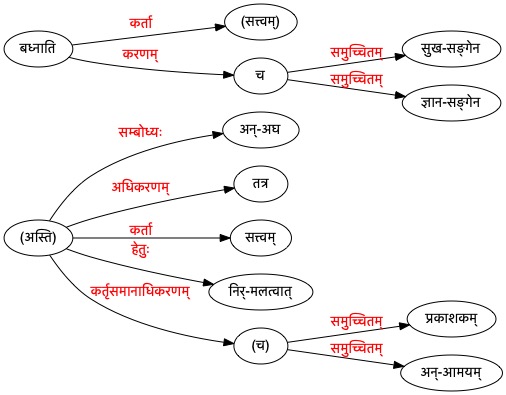 कर्ता
(सत्त्वम्)
बध्नाति
करणम्
समुच्चितम्
सुख-सङ्गेन
च
समुच्चितम्
ज्ञान-सङ्गेन
सम्बोध्यः
अन्-अघ
अधिकरणम्
तत्र
(अस्ति)
कर्ता
सत्त्वम्
हेतुः
निर्-मलत्वात्
कर्तृसमानाधिकरणम्
समुच्चितम्
प्रकाशकम्
(च)
समुच्चितम्
अन्-आमयम्